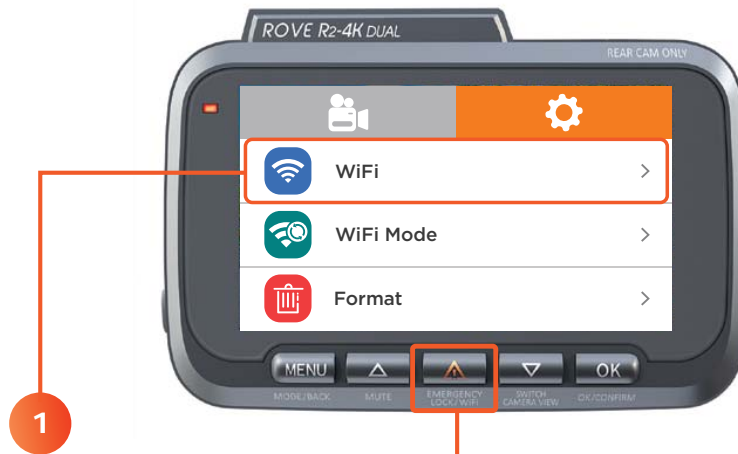 ROVE R2-4K DUAL
REAR CAM ONLY
WiFi
WiFi Mode
Format
MENU
OK
MODE/BACK
MUTE
EMERGENCY
LOCK/WIFI
SWITCH
CAMERA VIEW
OK/CONFIRM
1